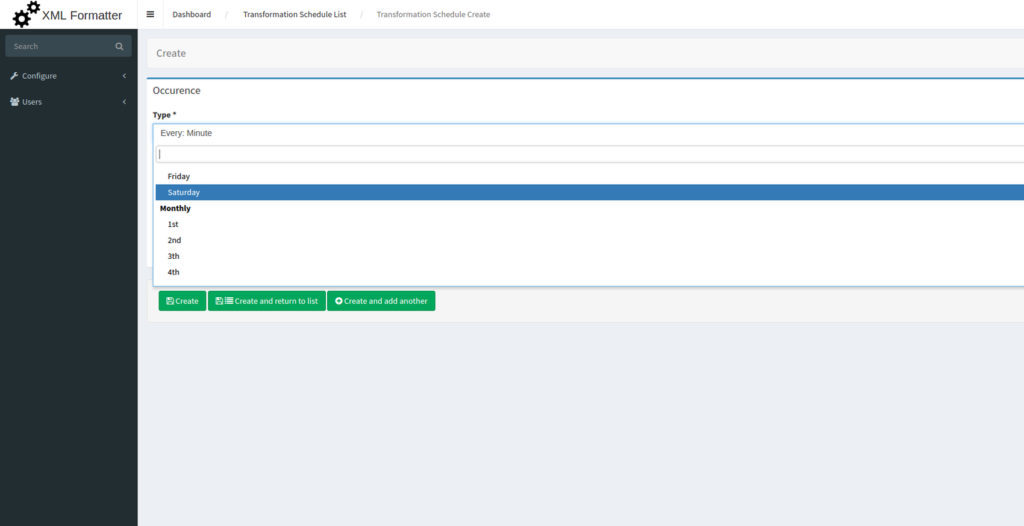 XML Formatter
Dashboard / Transformation Schedule List / Transformation Schedule Create
Search
Configure
Users
Create
Occurence
Type *
Every: Minute
Friday
Saturday
Monthly
1st
2nd
3th
4th
Create
Create and return to list
Create and add another